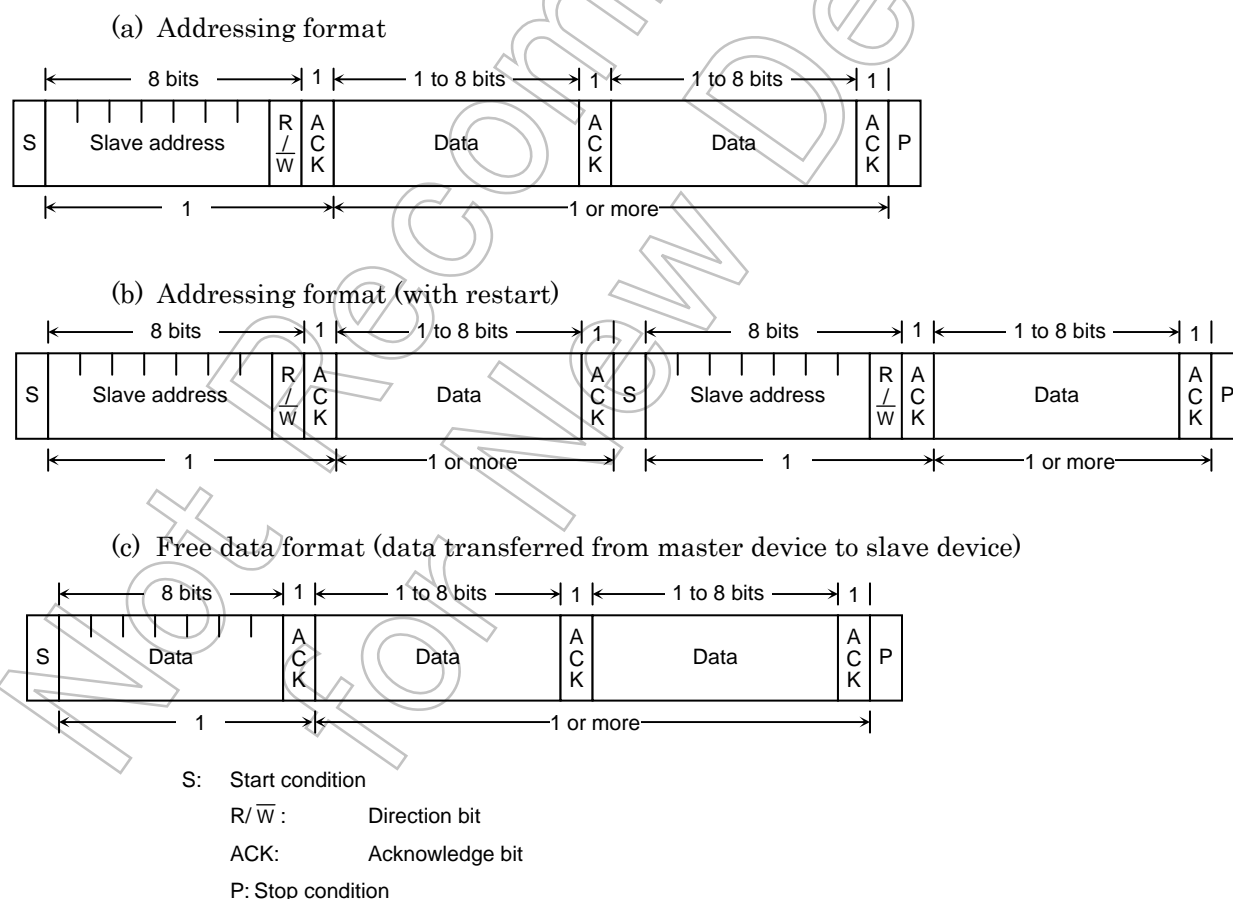 (a) Addressing format
8 bits 1 1 to 8 bits 1 1 to 8 bits 1
S Slave address R/W̅ ACK Data ACK Data ACK P
1 1 or more
(b) Addressing format (with restart)
8 bits 1 1 to 8 bits 1 8 bits 1 1 to 8 bits 1
S Slave address R/W̅ ACK Data ACK S Slave address R/W̅ ACK Data ACK P
1 1 or more 1 1 or more
(c) Free data format (data transferred from master device to slave device)
8 bits 1 1 to 8 bits 1 1 to 8 bits 1
S Data ACK Data ACK Data ACK P
1 1 or more
S: Start condition
R/W̅ : Direction bit
ACK: Acknowledge bit
P: Stop condition
Not Recom
for New De